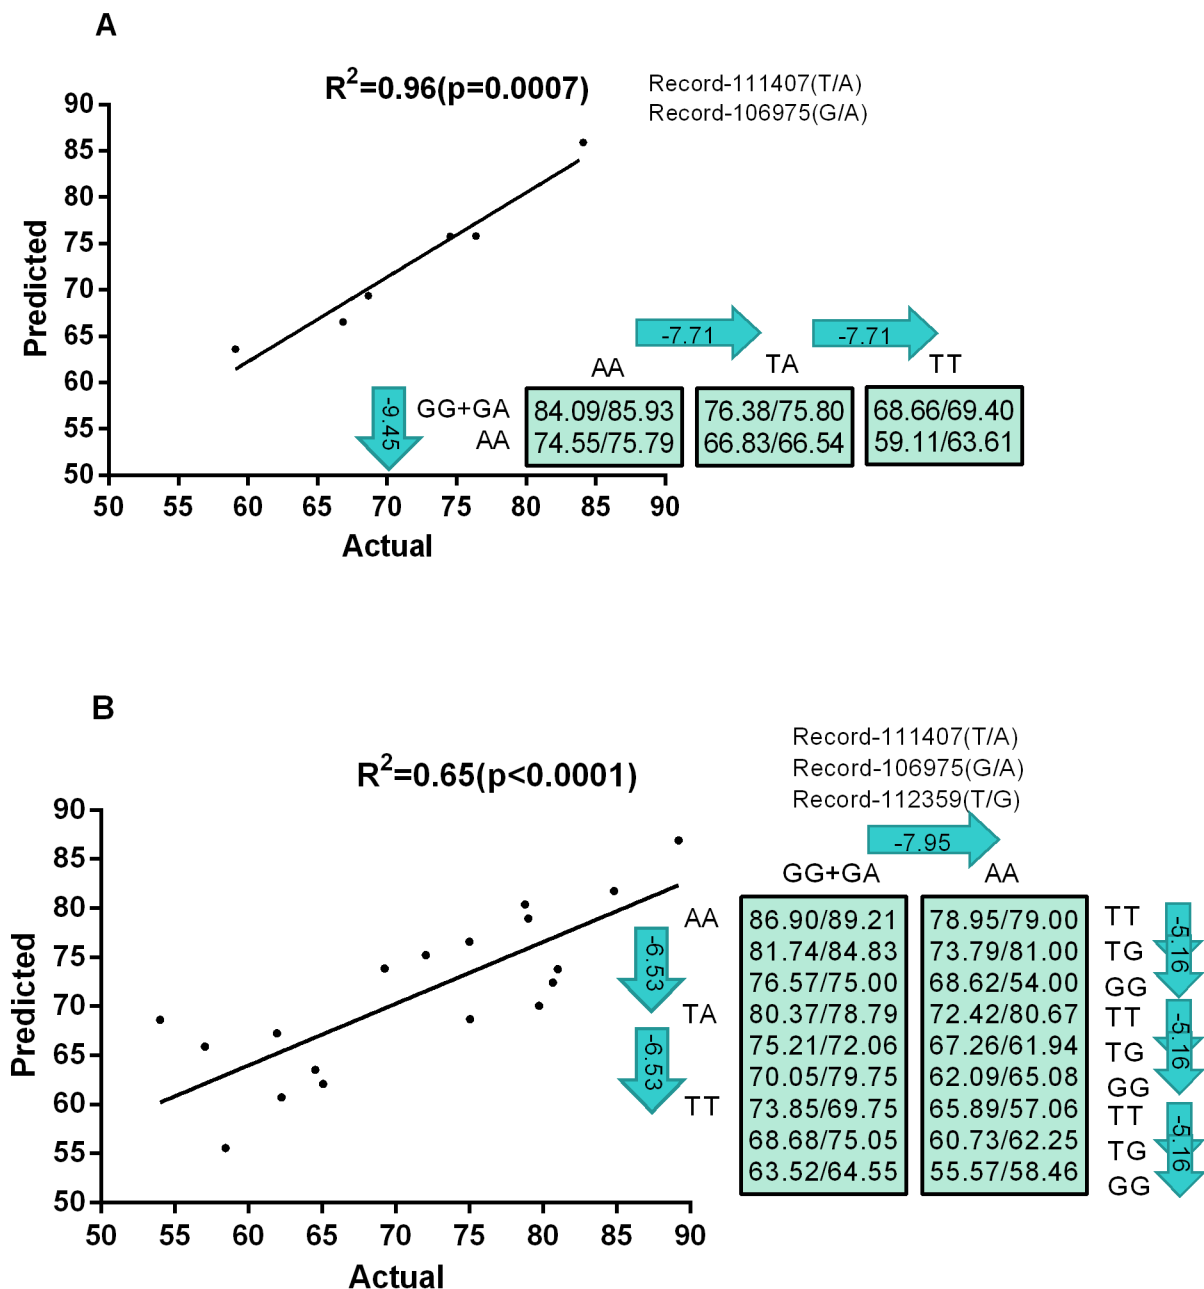 A
R²=0.96(p=0.0007)
Record-111407(T/A)
Record-106975(G/A)
90
85
80
75
70
65
60
55
50
Predicted
50 55 60 65 70 75 80 85 90
Actual
-7.71 -7.71
AA TA TT
-9.45
GG+GA 84.09/85.93 76.38/75.80 68.66/69.40
AA 74.55/75.79 66.83/66.54 59.11/63.61
B
R²=0.65(p<0.0001)
Record-111407(T/A)
Record-106975(G/A)
Record-112359(T/G)
90
85
80
75
70
65
60
55
50
Predicted
50 55 60 65 70 75 80 85 90
Actual
-7.95
GG+GA AA
AA
-6.53
TA
-6.53
TT
86.90/89.21 78.95/79.00 TT
81.74/84.83 73.79/81.00 TG
76.57/75.00 68.62/54.00 GG
80.37/78.79 72.42/80.67 TT
75.21/72.06 67.26/61.94 TG
70.05/79.75 62.09/65.08 GG
73.85/69.75 65.89/57.06 TT
68.68/75.05 60.73/62.25 TG
63.52/64.55 55.57/58.46 GG
-5.16
-5.16
-5.16